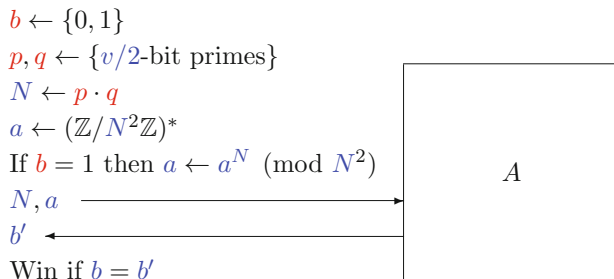 b ← {0, 1}
p, q ← {v/2-bit primes}
N ← p · q
a ← (ℤ/N²ℤ)*
If b = 1 then a ← a^N (mod N²)
N, a
A
b′
Win if b = b′